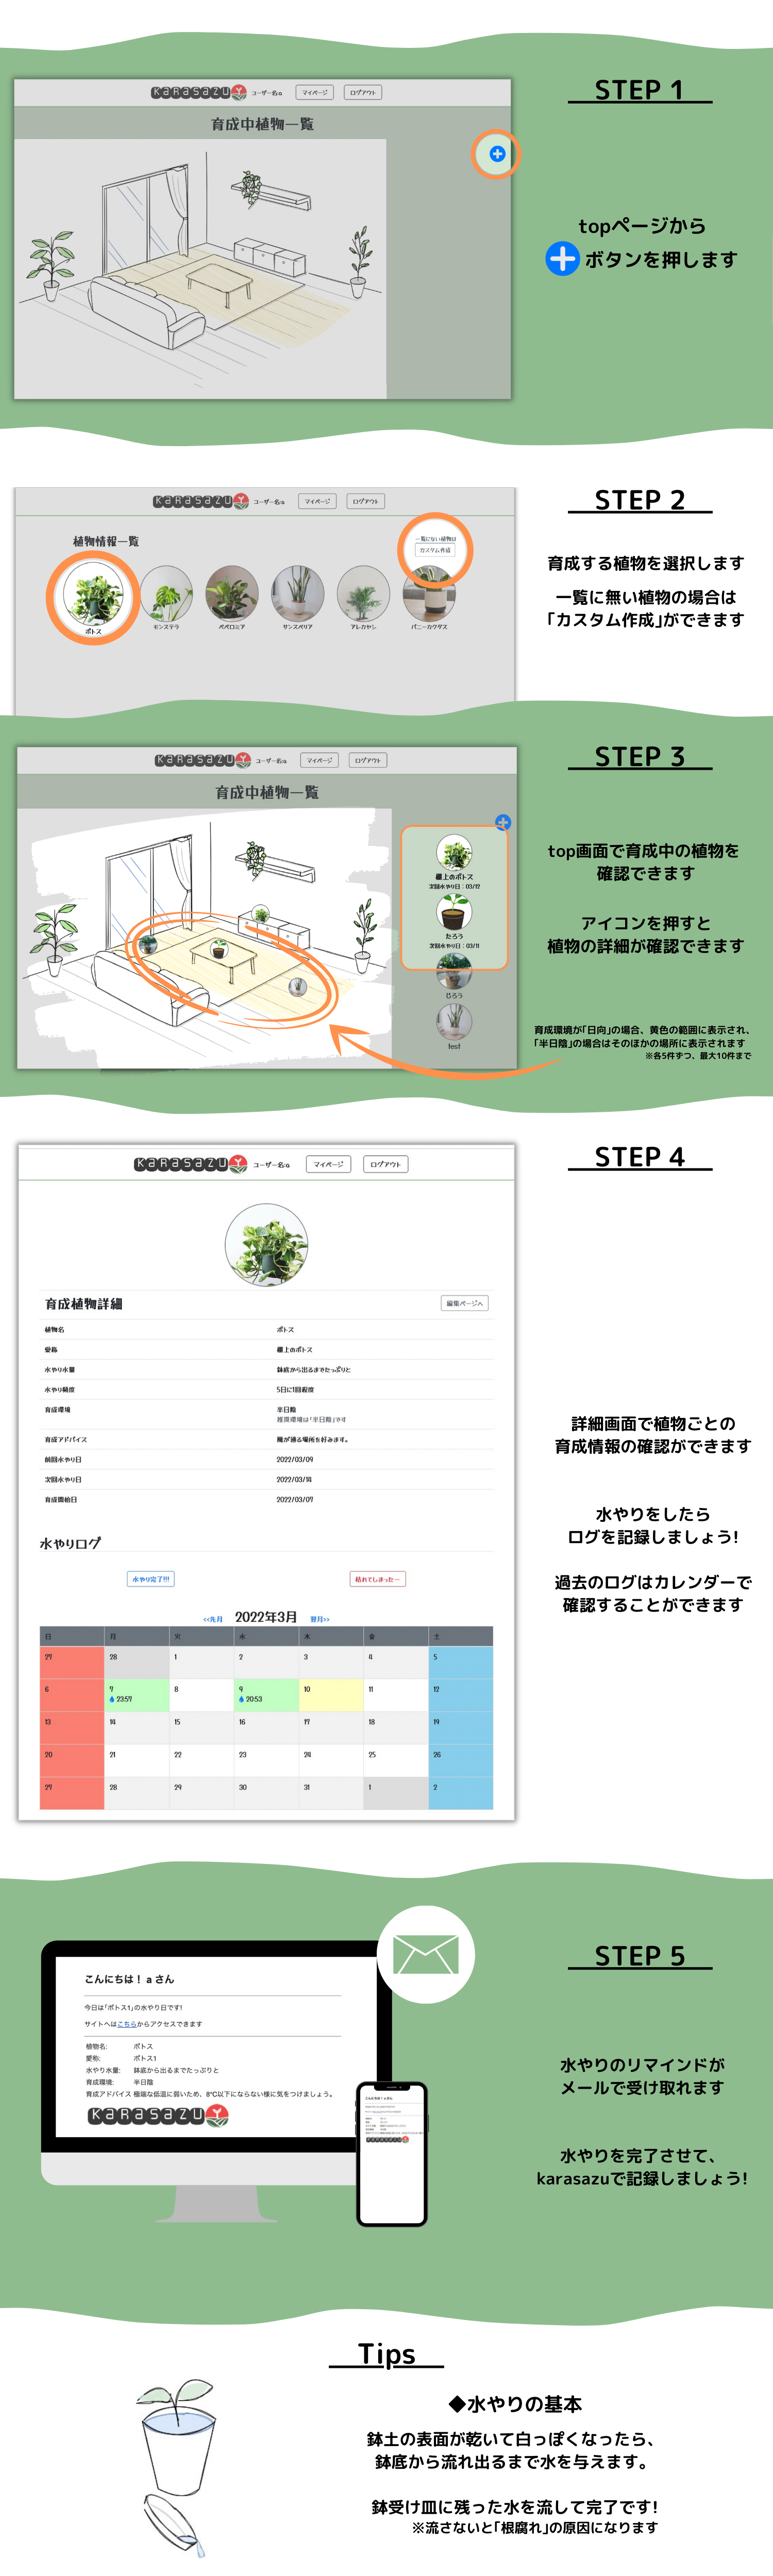 KaRaSaZU ユーザー名:a マイページ ログアウト
育成中植物一覧
STEP 1
topページから
ボタンを押します
KaRaSaZU ユーザー名:a マイページ ログアウト
植物情報一覧
一覧にない植物は
カスタム作成
ポトス モンステラ ペペロミア サンスベリア アレカヤシ バニーカクタス
STEP 2
育成する植物を選択します
一覧に無い植物の場合は
「カスタム作成」ができます
KaRaSaZU ユーザー名:a マイページ ログアウト
育成中植物一覧
棚上のポトス
次回水やり日:03/12
たろう
次回水やり日:03/11
じろう
test
STEP 3
top画面で育成中の植物を
確認できます
アイコンを押すと
植物の詳細が確認できます
育成環境が「日向」の場合、黄色の範囲に表示され、
「半日陰」の場合はそのほかの場所に表示されます
※各5件ずつ、最大10件まで
KaRaSaZU ユーザー名:a マイページ ログアウト
育成植物詳細 編集ページへ
植物名 ポトス
愛称 棚上のポトス
水やり水量 鉢底から出るまでたっぷりと
水やり頻度 5日に1回程度
育成環境 半日陰
推奨環境は「半日陰」です
育成アドバイス 風が通る場所を好みます。
前回水やり日 2022/03/09
次回水やり日 2022/03/14
育成開始日 2022/03/07
水やりログ
水やり完了!!! 枯れてしまった…
<<先月 2022年3月 翌月>>
日 月 火 水 木 金 土
27 28 1 2 3 4 5
6 7 8 9 10 11 12
23:57 20:53
13 14 15 16 17 18 19
20 21 22 23 24 25 26
27 28 29 30 31 1 2
STEP 4
詳細画面で植物ごとの
育成情報の確認ができます
水やりをしたら
ログを記録しましょう!
過去のログはカレンダーで
確認することができます
こんにちは！ a さん
今日は「ポトス1」の水やり日です!
サイトへはこちらからアクセスできます
植物名: ポトス
愛称: ポトス1
水やり水量: 鉢底から出るまでたっぷりと
育成環境: 半日陰
育成アドバイス 極端な低温に弱いため、8℃以下にならない様に気をつけましょう。
KaRaSaZU
STEP 5
水やりのリマインドが
メールで受け取れます
水やりを完了させて、
karasazuで記録しましょう!
Tips
◆水やりの基本
鉢土の表面が乾いて白っぽくなったら、
鉢底から流れ出るまで水を与えます。
鉢受け皿に残った水を流して完了です!
※流さないと「根腐れ」の原因になります